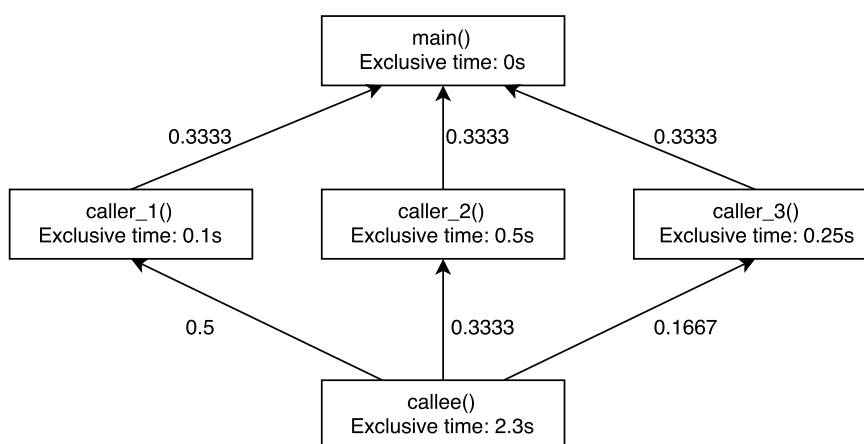 main()
Exclusive time: 0s
0.3333
0.3333
0.3333
caller_1()
Exclusive time: 0.1s
caller_2()
Exclusive time: 0.5s
caller_3()
Exclusive time: 0.25s
0.5
0.3333
0.1667
callee()
Exclusive time: 2.3s